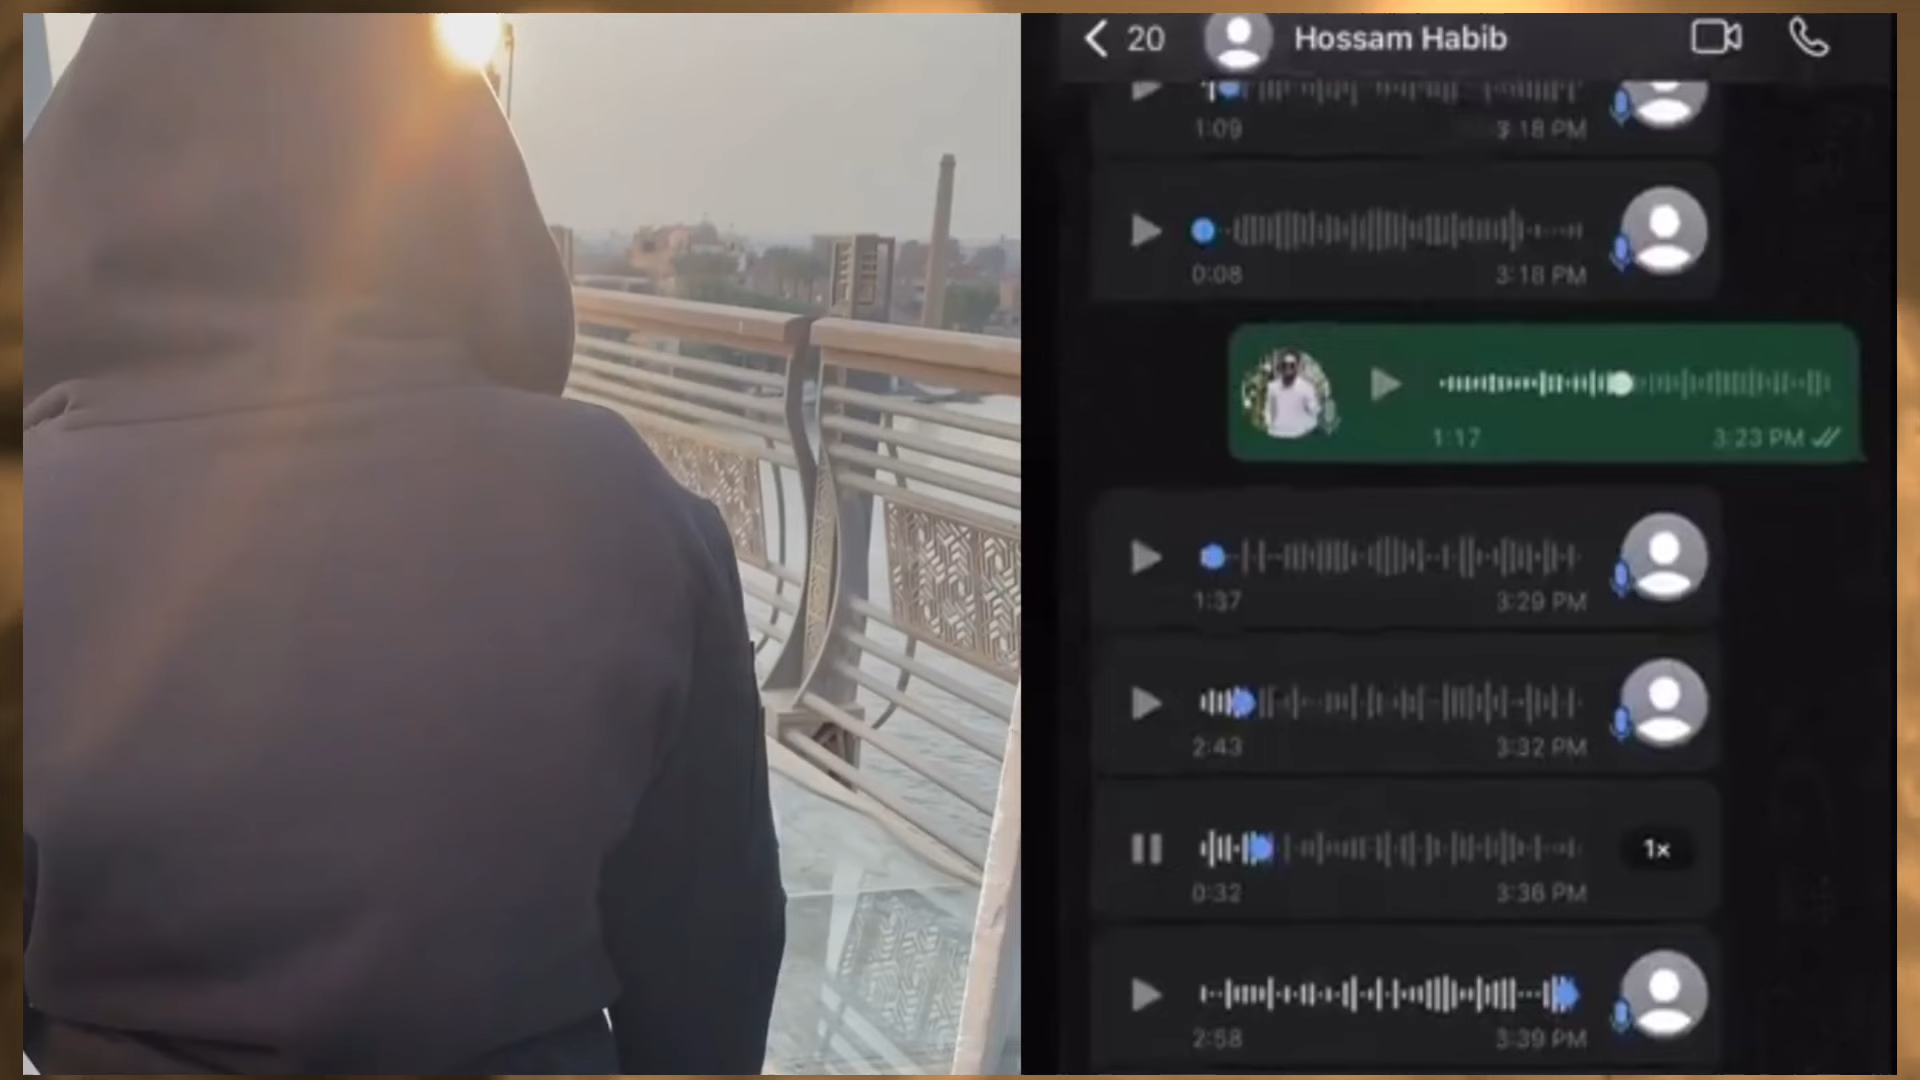 20 Hossam Habib
1:09 3:18 PM
0:08 3:18 PM
1:17 3:23 PM
1:37 3:29 PM
2:43 3:32 PM
1×
0:32 3:36 PM
2:58 3:39 PM